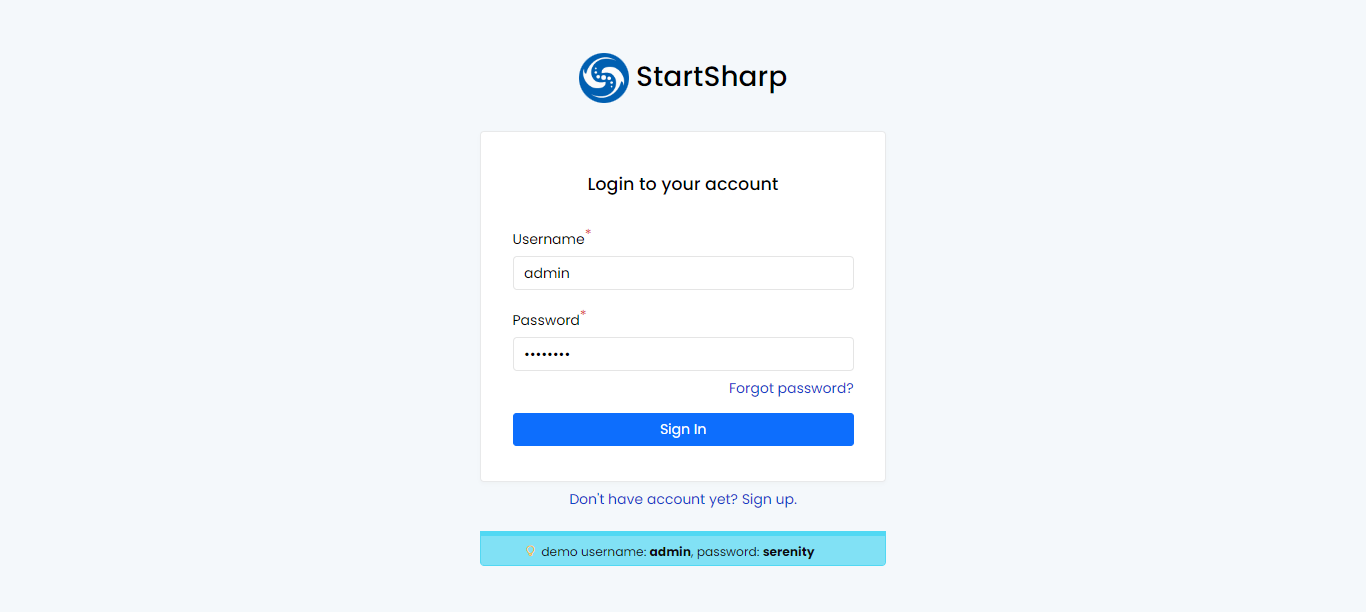 StartSharp
Login to your account
Username*
admin
Password*
••••••••
Forgot password?
Sign In
Don't have account yet? Sign up.
demo username: admin, password: serenity